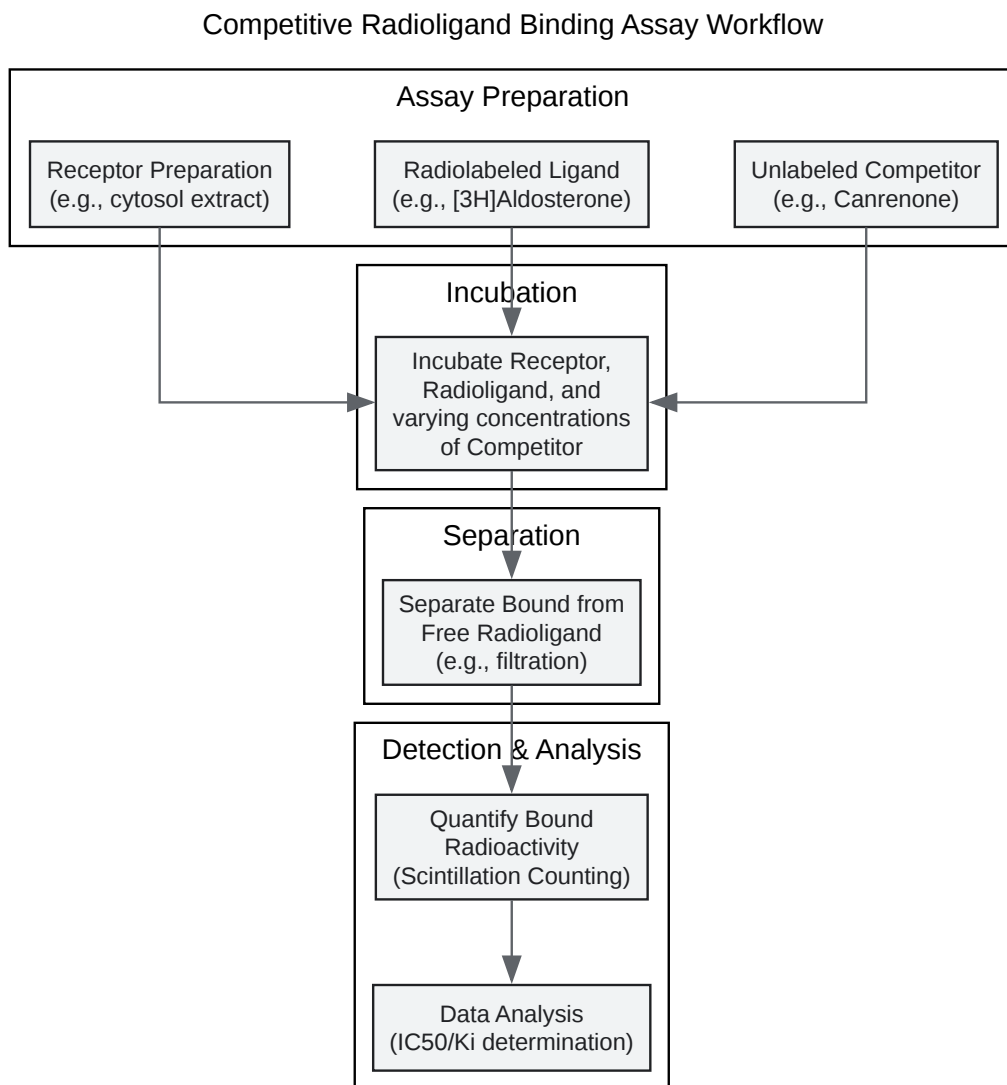 Competitive Radioligand Binding Assay Workflow
Assay Preparation
Receptor Preparation
(e.g., cytosol extract)
Radiolabeled Ligand
(e.g., [3H]Aldosterone)
Unlabeled Competitor
(e.g., Canrenone)
Incubation
Incubate Receptor,
Radioligand, and
varying concentrations
of Competitor
Separation
Separate Bound from
Free Radioligand
(e.g., filtration)
Detection & Analysis
Quantify Bound
Radioactivity
(Scintillation Counting)
Data Analysis
(IC50/Ki determination)